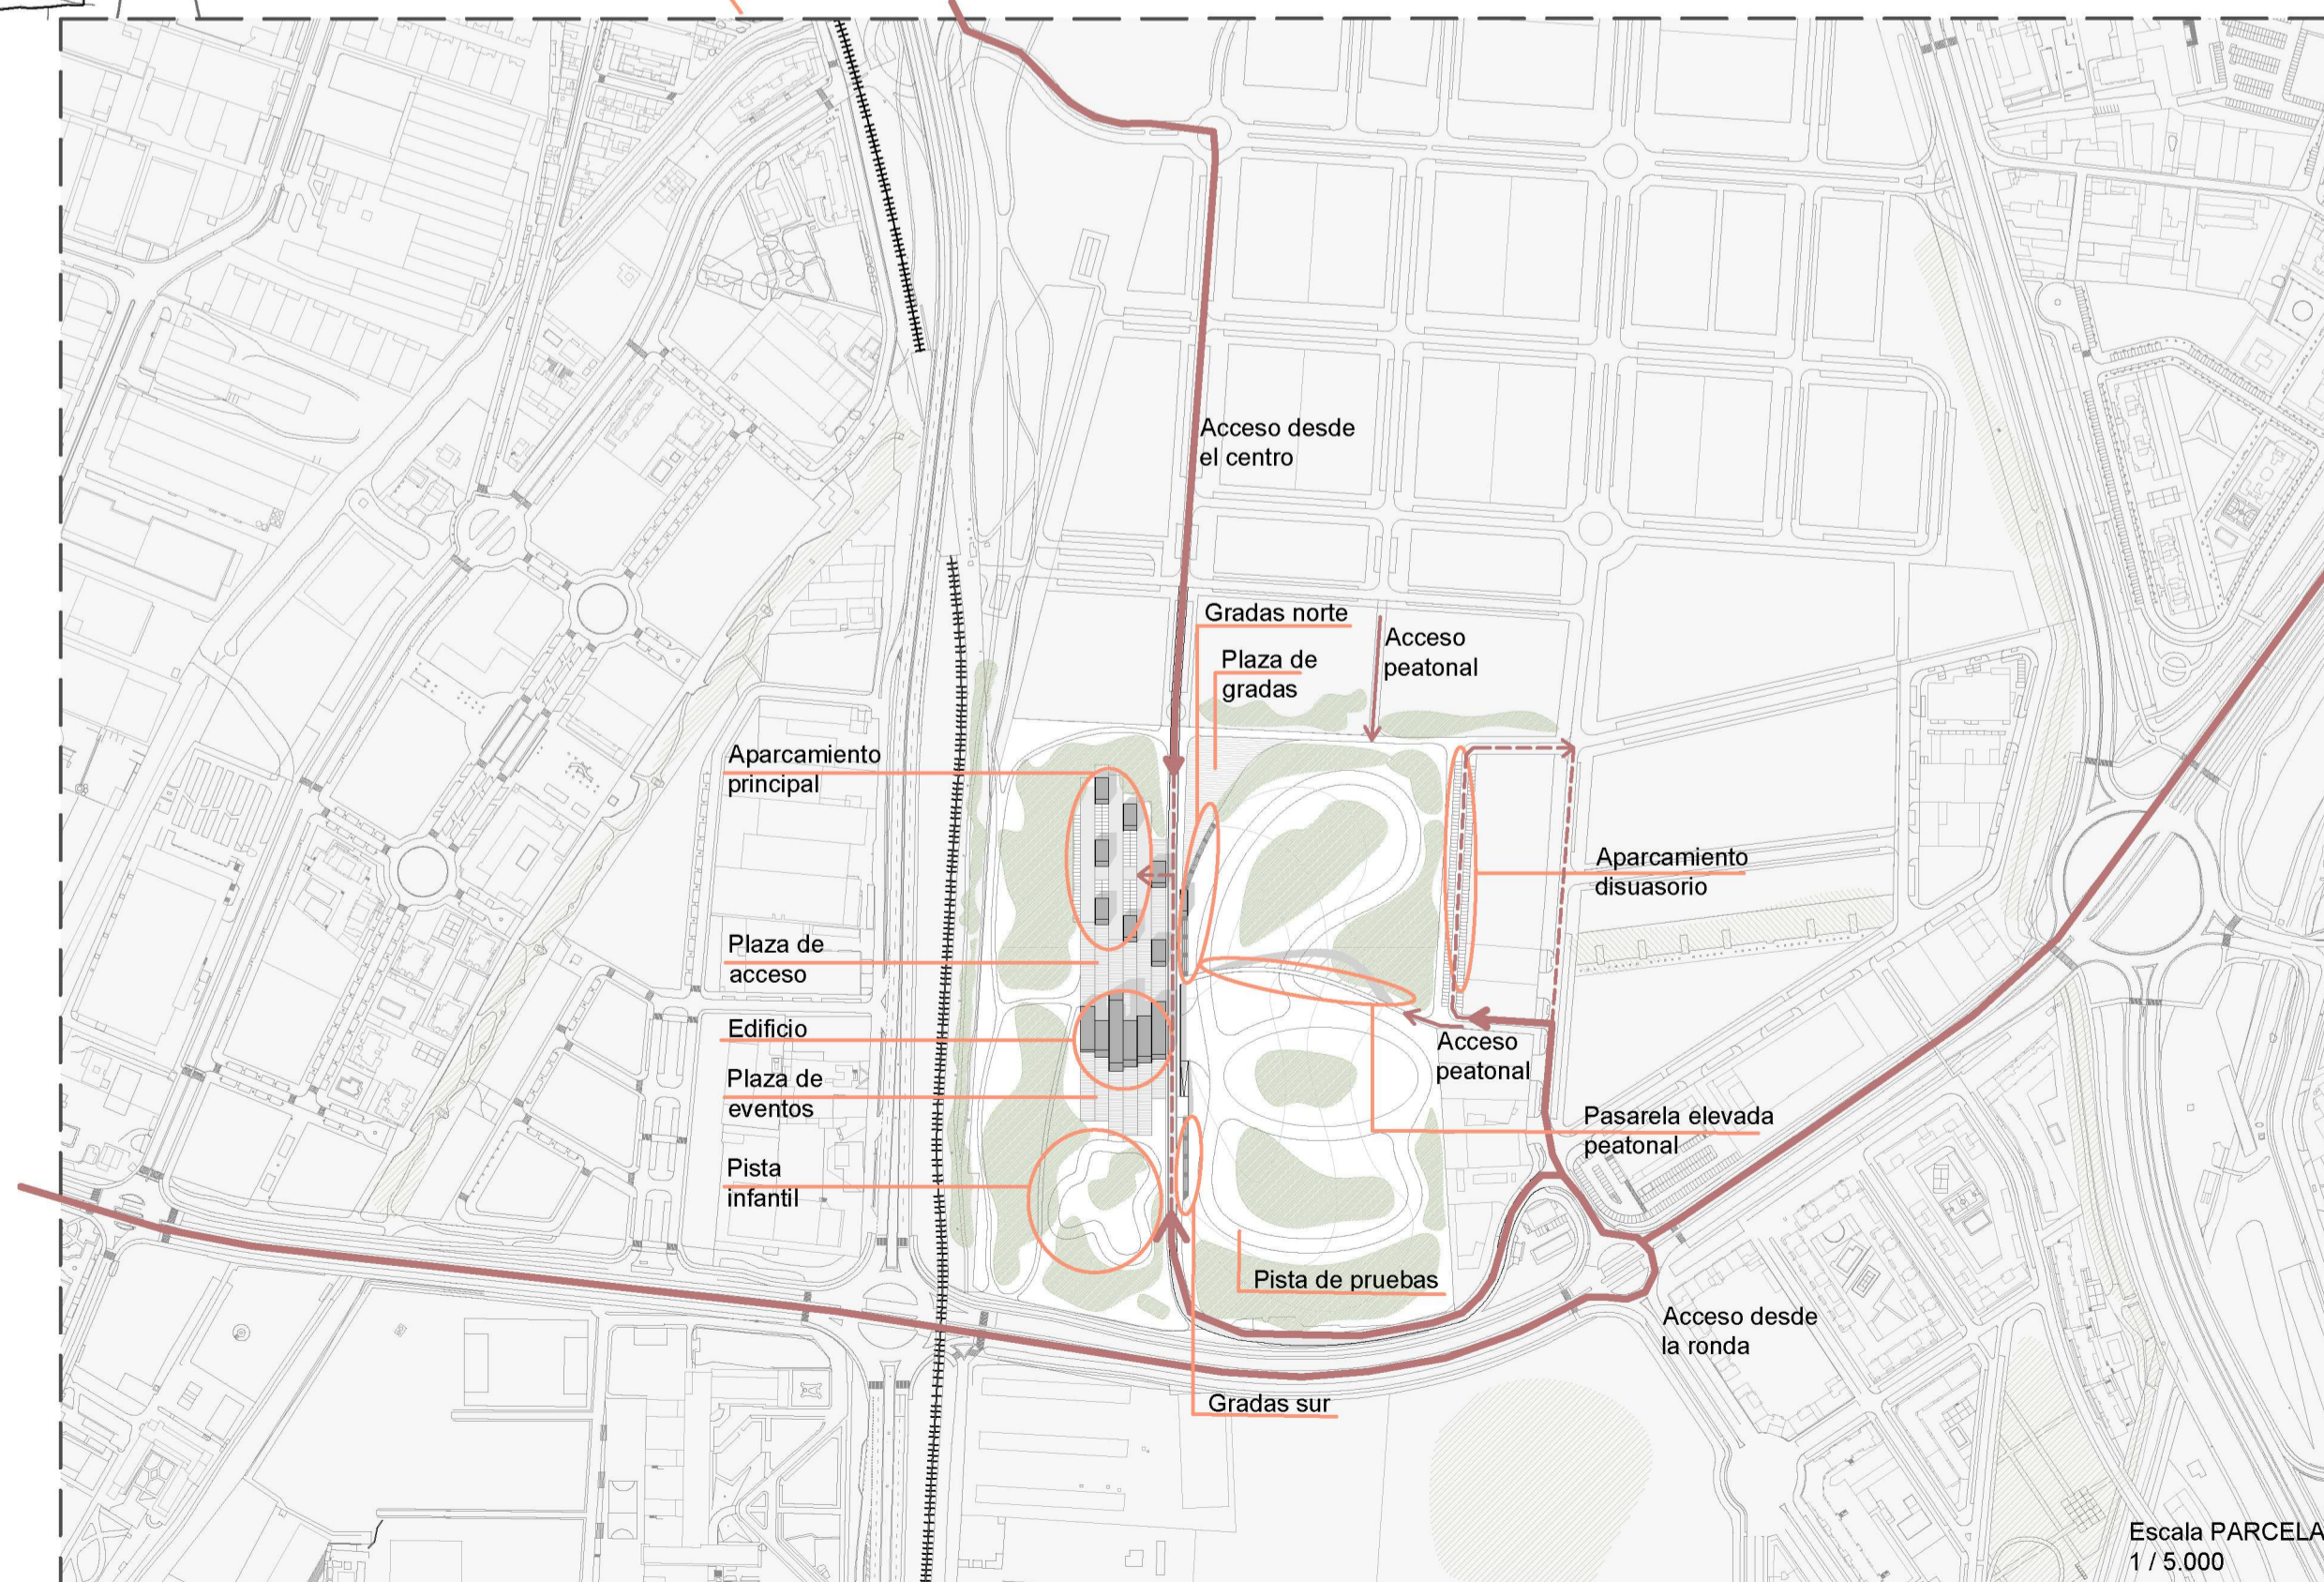 Acceso desde
el centro
Gradas norte
Acceso
peatonal
Plaza de
gradas
Aparcamiento
principal
Aparcamiento
disuasorio
Plaza de
acceso
Edificio
Acceso
peatonal
Plaza de
eventos
Pasarela elevada
peatonal
Pista
infantil
Pista de pruebas
Acceso desde
la ronda
Gradas sur
Escala PARCELA
1 / 5.000